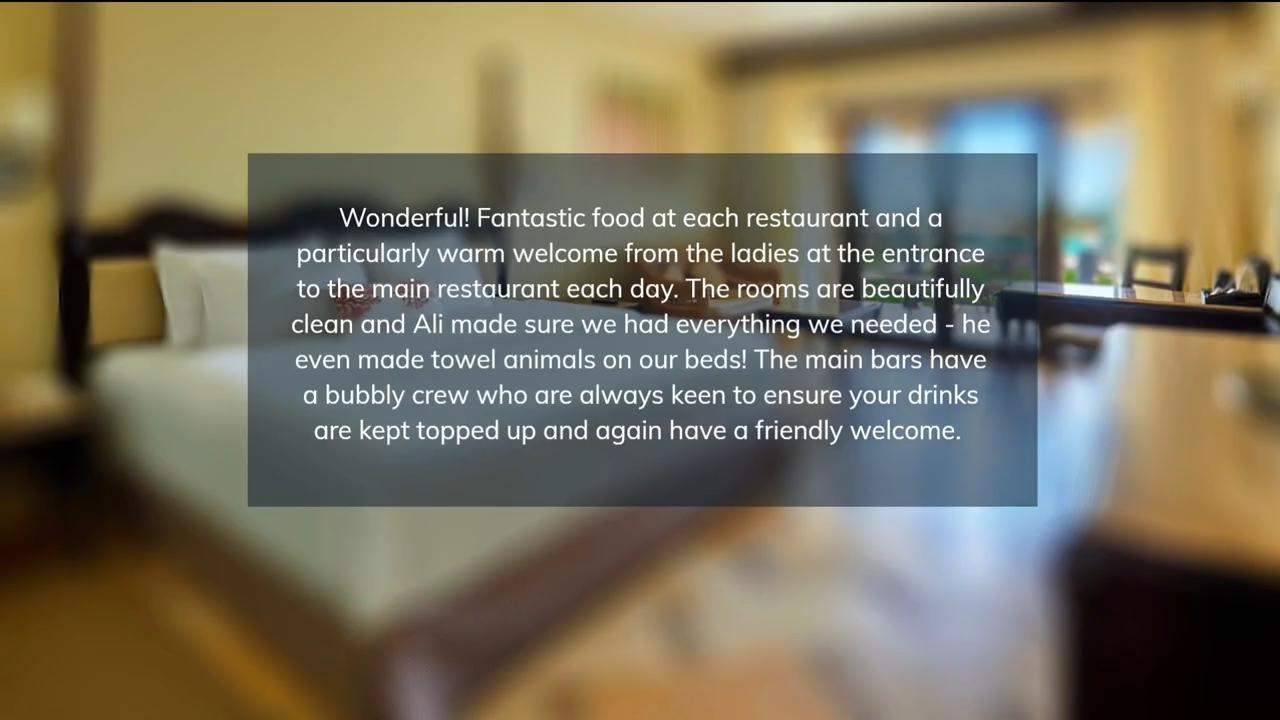 Wonderful! Fantastic food at each restaurant and a
particularly warm welcome from the ladies at the entrance
to the main restaurant each day. The rooms are beautifully
clean and Ali made sure we had everything we needed - he
even made towel animals on our beds! The main bars have
a bubbly crew who are always keen to ensure your drinks
are kept topped up and again have a friendly welcome.